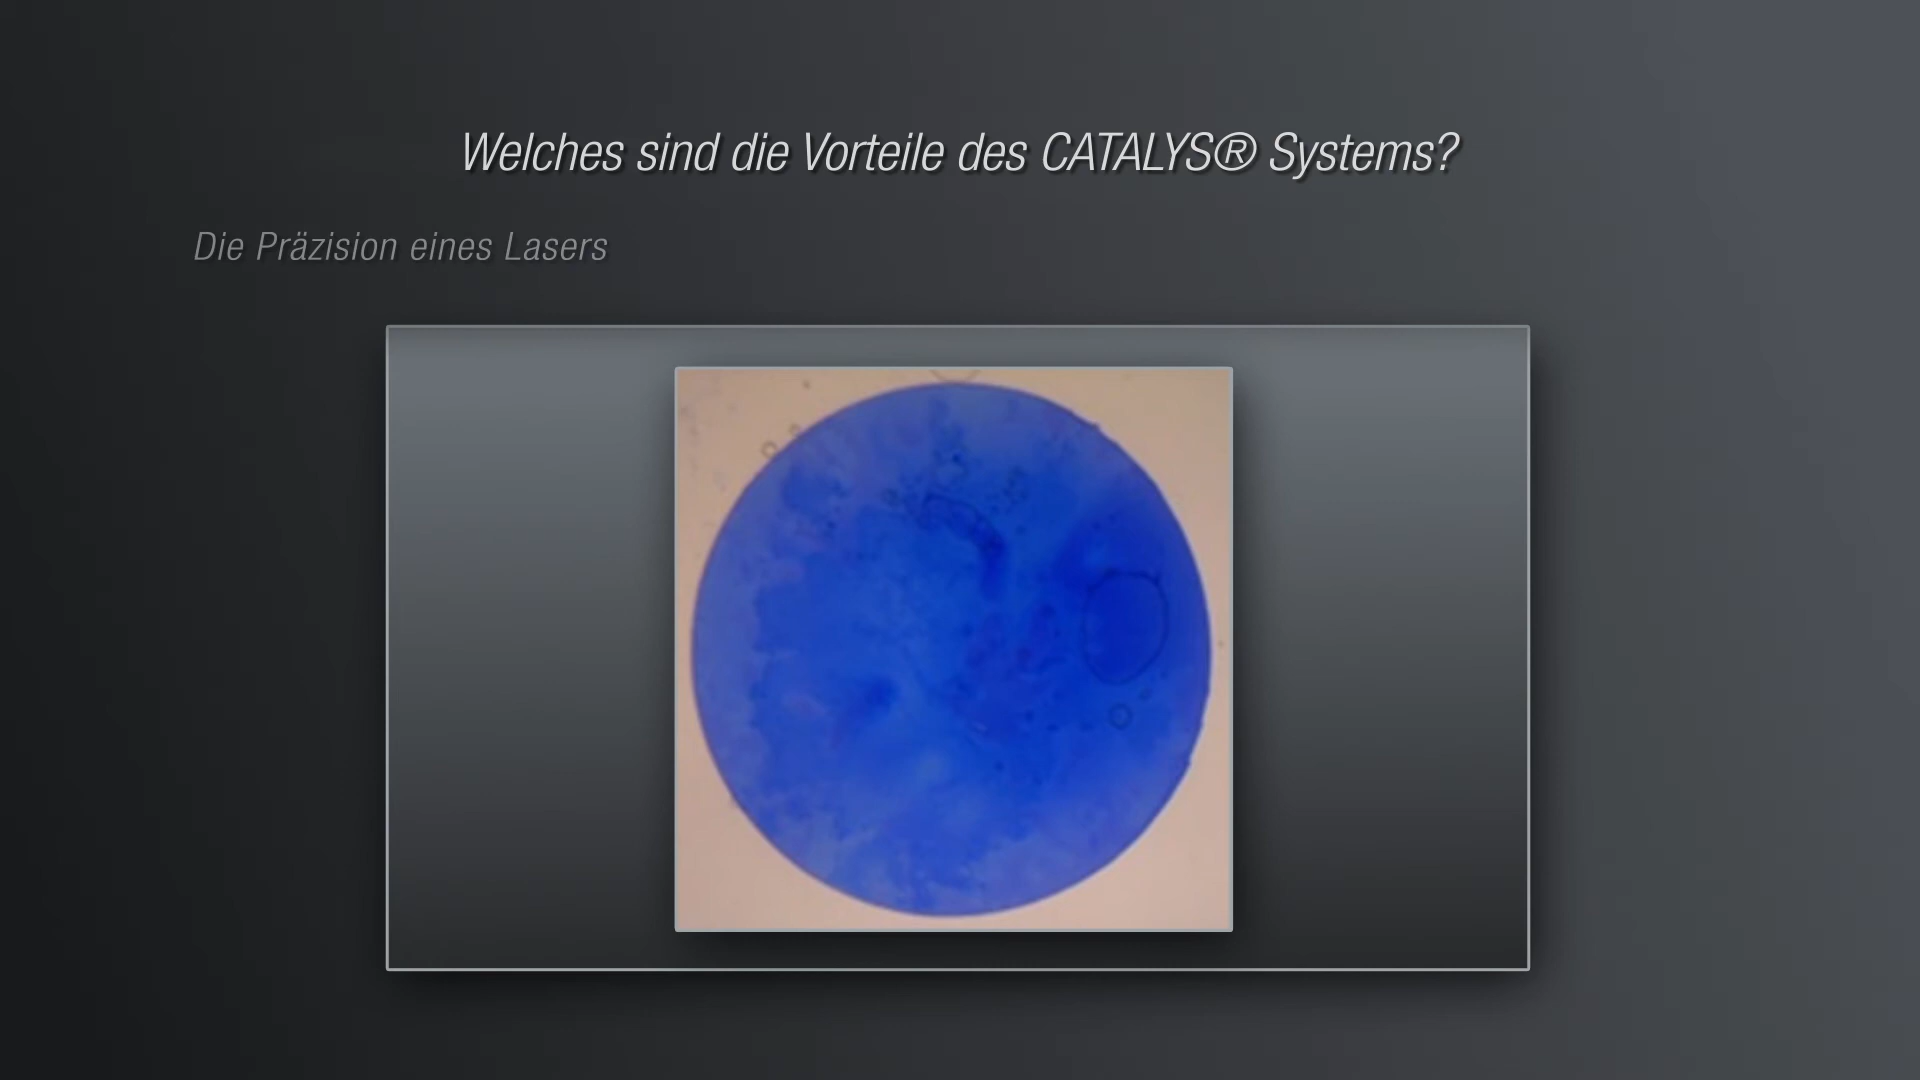 Welches sind die Vorteile des CATALYS® Systems?
Die Präzision eines Lasers